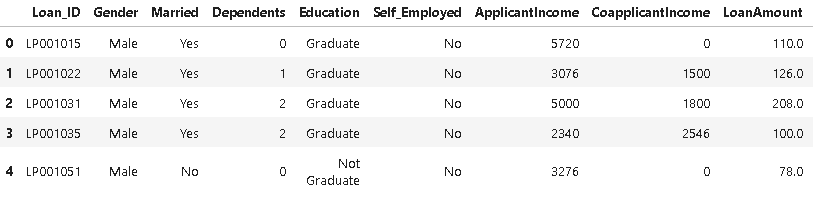 Loan_ID Gender Married Dependents Education Self_Employed ApplicantIncome CoapplicantIncome LoanAmount
0 LP001015 Male Yes 0 Graduate No 5720 0 110.0
1 LP001022 Male Yes 1 Graduate No 3076 1500 126.0
2 LP001031 Male Yes 2 Graduate No 5000 1800 208.0
3 LP001035 Male Yes 2 Graduate No 2340 2546 100.0
4 LP001051 Male No 0 Not Graduate No 3276 0 78.0